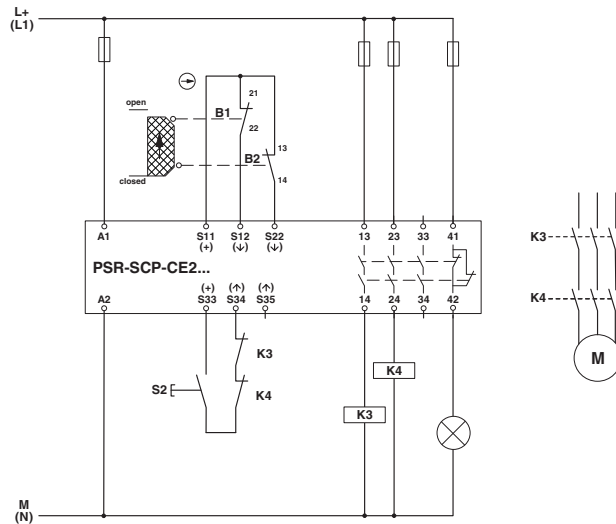 L+
(L1)
open
closed
B1
21
22
B2
13
14
A1
S11
(+)
S12
(↓)
S22
(↓)
13
23
33
41
PSR-SCP-CE2...
A2
(+)
S33
(↑)
S34
(↑)
S35
14
24
34
42
S2
K3
K4
K3
K4
K3
K4
M
M
(N)